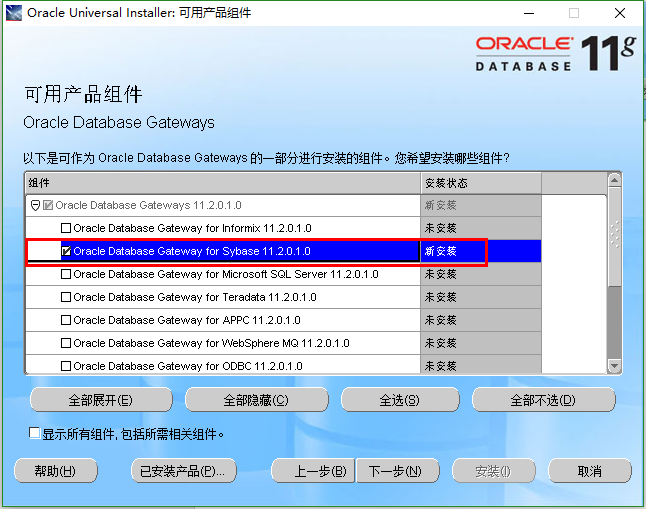 Oracle Universal Installer: 可用产品组件
ORACLE
DATABASE 11g
可用产品组件
Oracle Database Gateways
以下是可作为 Oracle Database Gateways 的一部分进行安装的组件。您希望安装哪些组件?
组件 安装状态
Oracle Database Gateways 11.2.0.1.0 新安装
Oracle Database Gateway for Informix 11.2.0.1.0 未安装
Oracle Database Gateway for Sybase 11.2.0.1.0 新安装
Oracle Database Gateway for Microsoft SQL Server 11.2.0.1.0 未安装
Oracle Database Gateway for Teradata 11.2.0.1.0 未安装
Oracle Database Gateway for APPC 11.2.0.1.0 未安装
Oracle Database Gateway for WebSphere MQ 11.2.0.1.0 未安装
Oracle Database Gateway for ODBC 11.2.0.1.0 未安装
全部展开(E) 全部隐藏(C) 全选(S) 全部不选(D)
显示所有组件,包括所需相关组件。
帮助(H) 已安装产品(P)... 上一步(B) 下一步(N) 安装(I) 取消